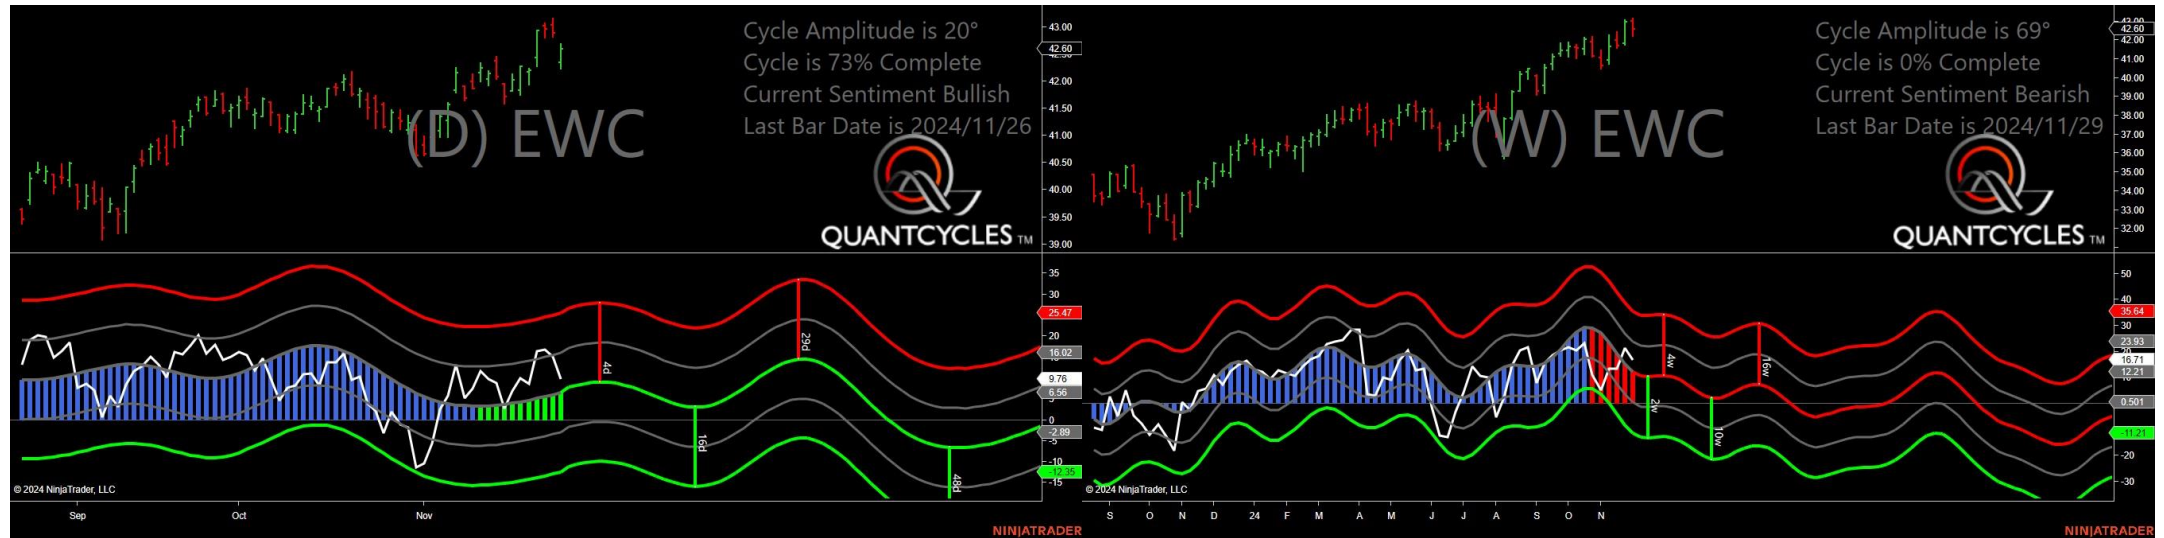 Cycle Amplitude is 20°
Cycle is 73% Complete
Current Sentiment Bullish
Last Bar Date is 2024/11/26
(D) EWC
QUANTCYCLES TM
43.00
42.60
42.00
41.50
41.00
40.50
40.00
39.50
39.00
35
30
25.47
20
16.02
9.76
6.56
5
0
-2.89
-5
-10
-12.35
-15
4d
16d
29d
48d
© 2024 NinjaTrader, LLC
Sep
Oct
Nov
NINJATRADER
Cycle Amplitude is 69°
Cycle is 0% Complete
Current Sentiment Bearish
Last Bar Date is 2024/11/29
(W) EWC
QUANTCYCLES TM
43.00
42.60
42.00
41.00
40.00
39.00
38.00
37.00
36.00
35.00
34.00
33.00
32.00
50
40
35.64
30
23.93
16.71
12.21
0.501
-11.21
-20
-30
4w
2w
10w
16w
© 2024 NinjaTrader, LLC
S
O
N
D
24
F
M
A
M
J
J
A
S
O
N
NINJATRADER